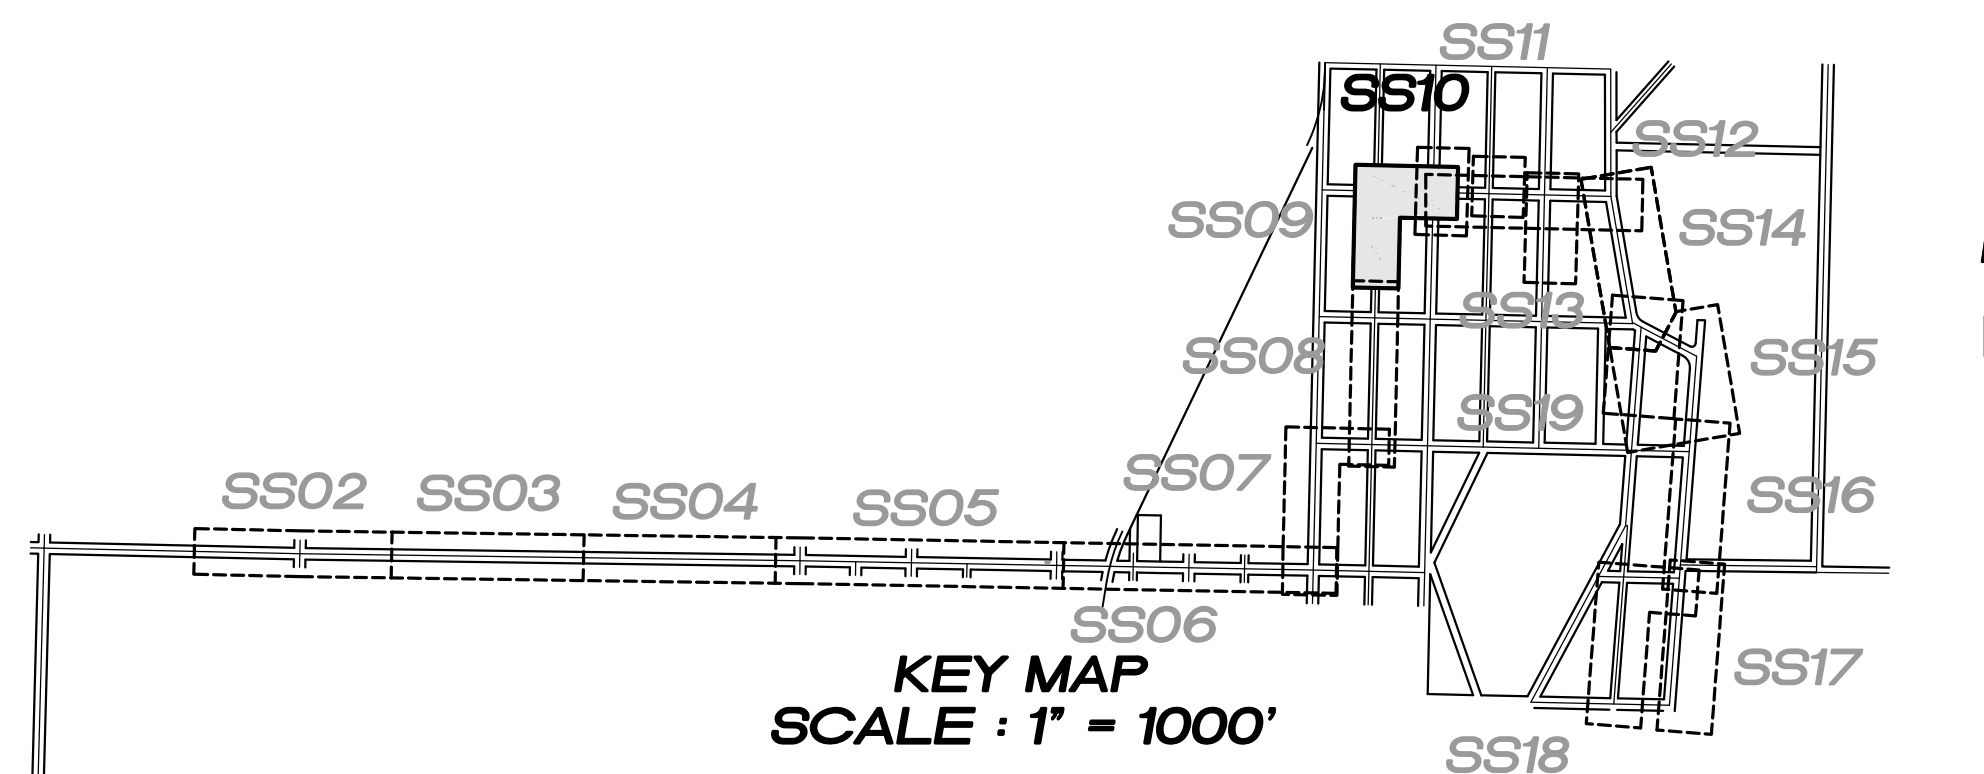 SS11
SS10
SS12
SS09
SS14
SS13
SS08
SS15
SS19
SS07
SS02
SS03
SS04
SS05
SS16
SS06
KEY MAP
SS17
SCALE : 1" = 1000'
SS18